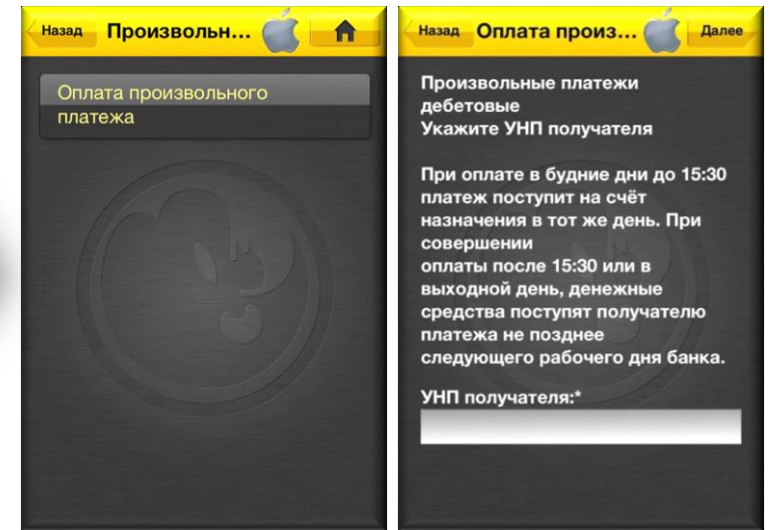 Назад
Произвольн...
Оплата произвольного
платежа
Назад
Оплата произ...
Далее
Произвольные платежи
дебетовые
Укажите УНП получателя
При оплате в будние дни до 15:30
платеж поступит на счёт
назначения в тот же день. При
совершении
оплаты после 15:30 или в
выходной день, денежные
средства поступят получателю
платежа не позднее
следующего рабочего дня банка.
УНП получателя:*